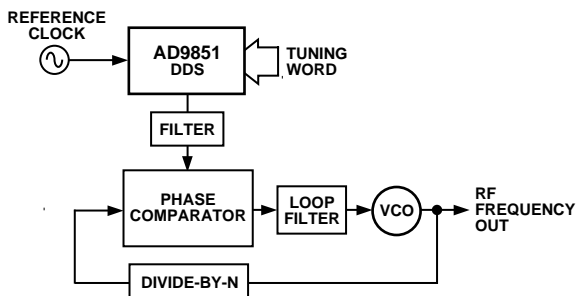 REFERENCE
CLOCK
AD9851
DDS
TUNING
WORD
FILTER
PHASE
COMPARATOR
LOOP
FILTER
VCO
RF
FREQUENCY
OUT
DIVIDE-BY-N